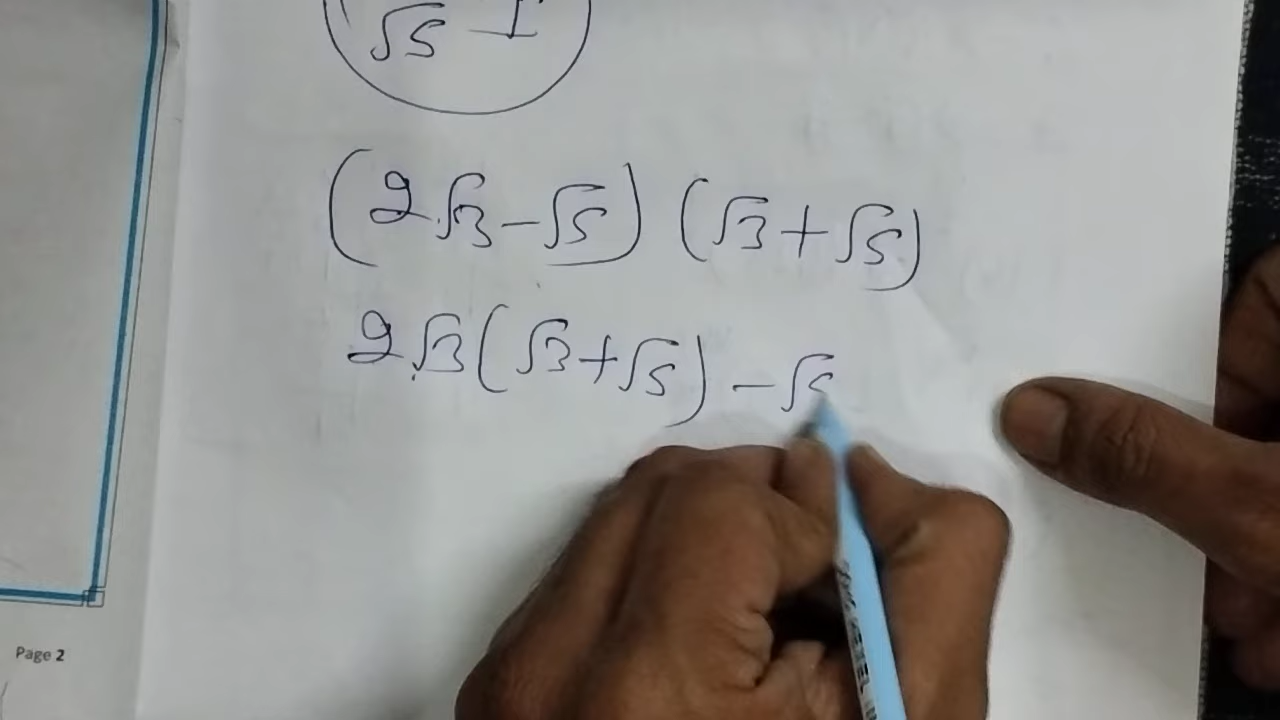 √5 - 1
(2√3 - √5) (√3 + √5)
2√3 (√3 + √5) - √5
Page 2